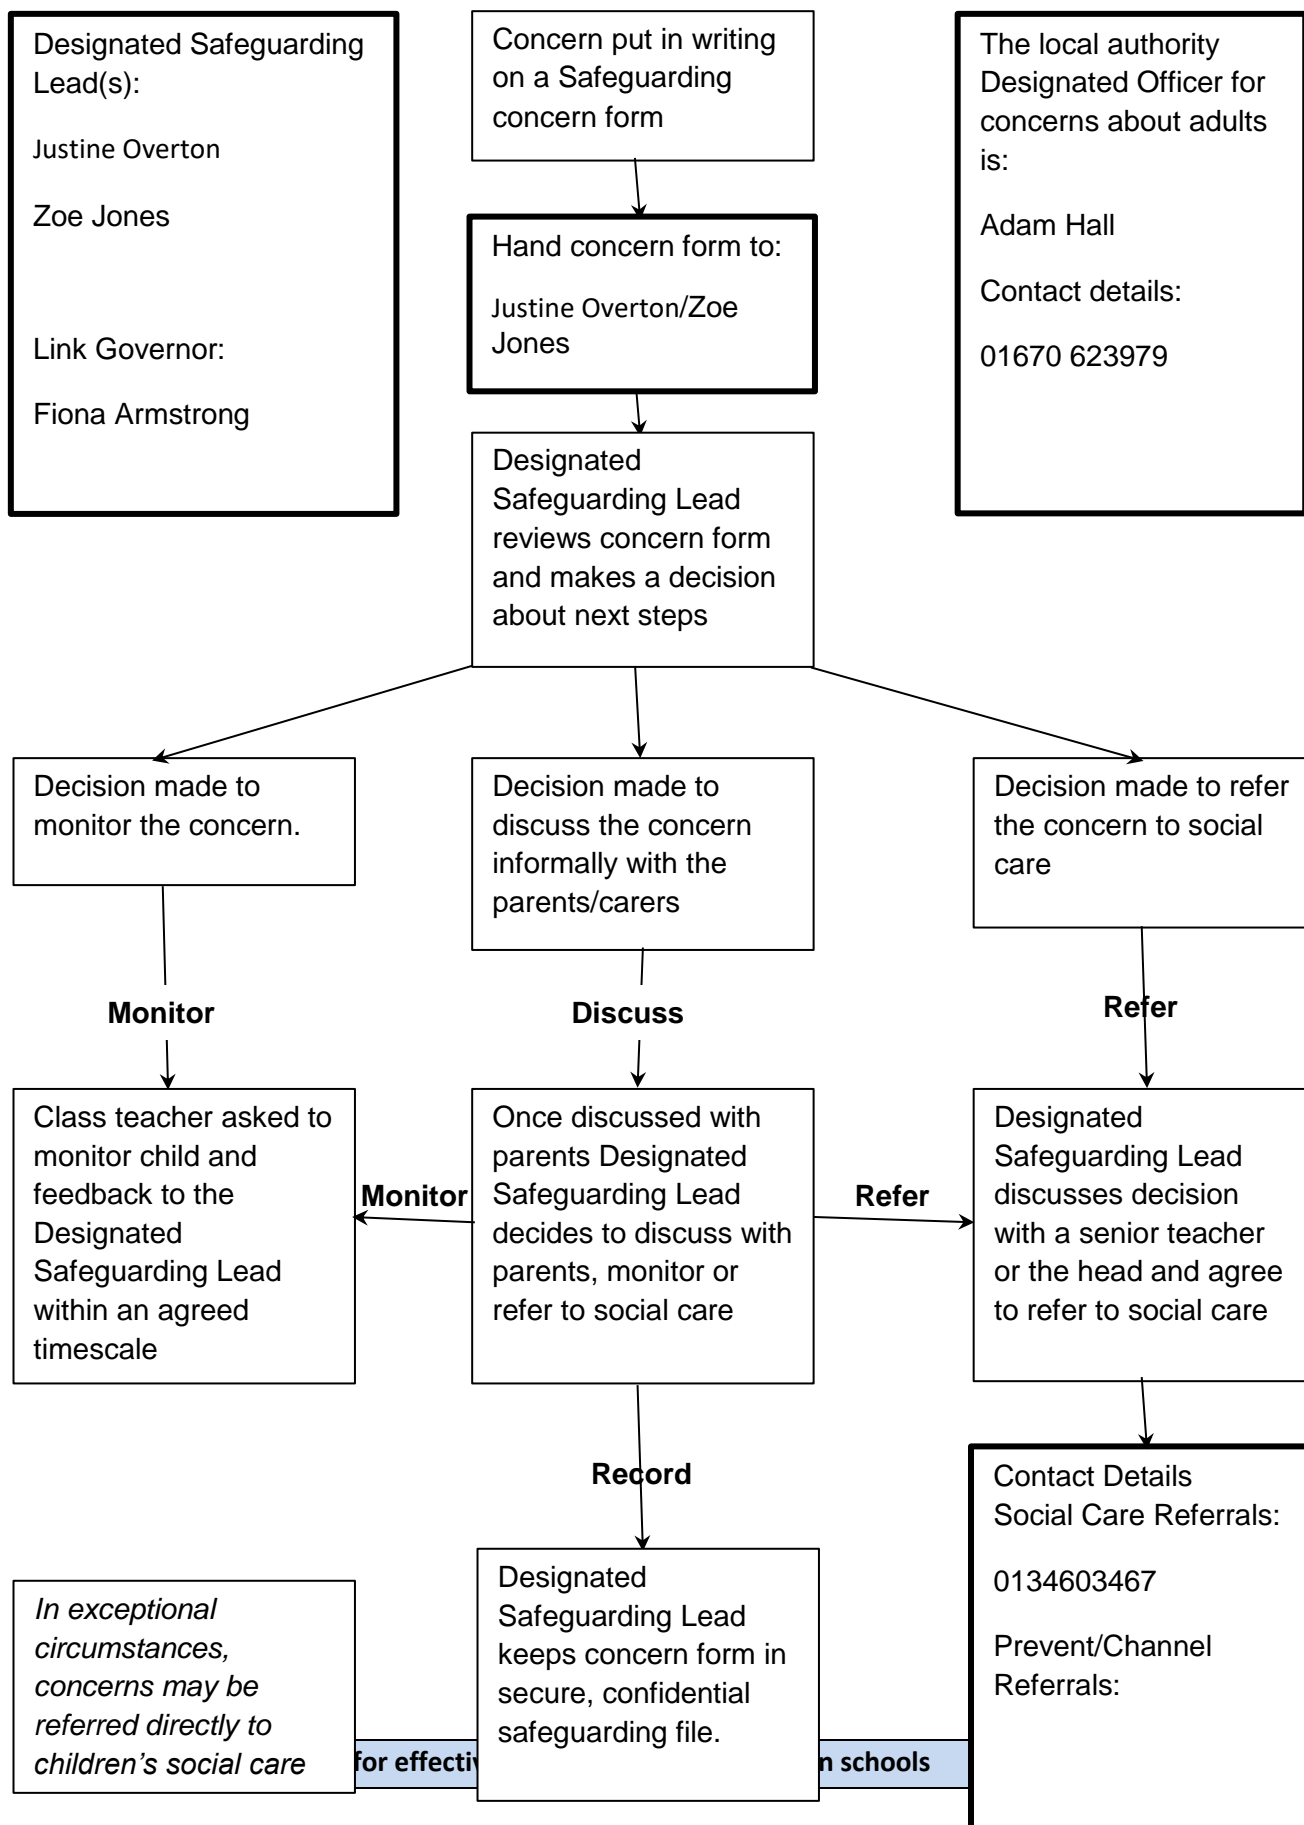 Designated Safeguarding
Lead(s):
Justine Overton
Zoe Jones
Link Governor:
Fiona Armstrong
Concern put in writing
on a Safeguarding
concern form
The local authority
Designated Officer for
concerns about adults
is:
Adam Hall
Contact details:
01670 623979
Hand concern form to:
Justine Overton/Zoe
Jones
Designated
Safeguarding Lead
reviews concern form
and makes a decision
about next steps
Decision made to
monitor the concern.
Decision made to
discuss the concern
informally with the
parents/carers
Decision made to refer
the concern to social
care
Monitor
Discuss
Refer
Class teacher asked to
monitor child and
feedback to the
Designated
Safeguarding Lead
within an agreed
timescale
Monitor
Once discussed with
parents Designated
Safeguarding Lead
decides to discuss with
parents, monitor or
refer to social care
Refer
Designated
Safeguarding Lead
discusses decision
with a senior teacher
or the head and agree
to refer to social care
Record
Contact Details
Social Care Referrals:
0134603467
Prevent/Channel
Referrals:
In exceptional
circumstances,
concerns may be
referred directly to
children's social care
Designated
Safeguarding Lead
keeps concern form in
secure, confidential
safeguarding file.
for schools